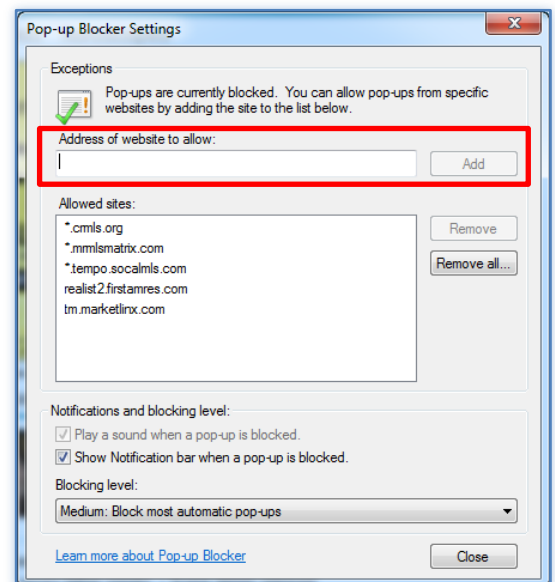 Pop-up Blocker Settings
Exceptions
Pop-ups are currently blocked. You can allow pop-ups from specific
websites by adding the site to the list below.
Address of website to allow:
Add
Allowed sites:
*.crmls.org
*.mrmlsmatrix.com
*.tempo.socalmls.com
realist2.firstamres.com
tm.marketlinx.com
Remove
Remove all...
Notifications and blocking level:
Play a sound when a pop-up is blocked.
Show Notification bar when a pop-up is blocked.
Blocking level:
Medium: Block most automatic pop-ups
Learn more about Pop-up Blocker
Close